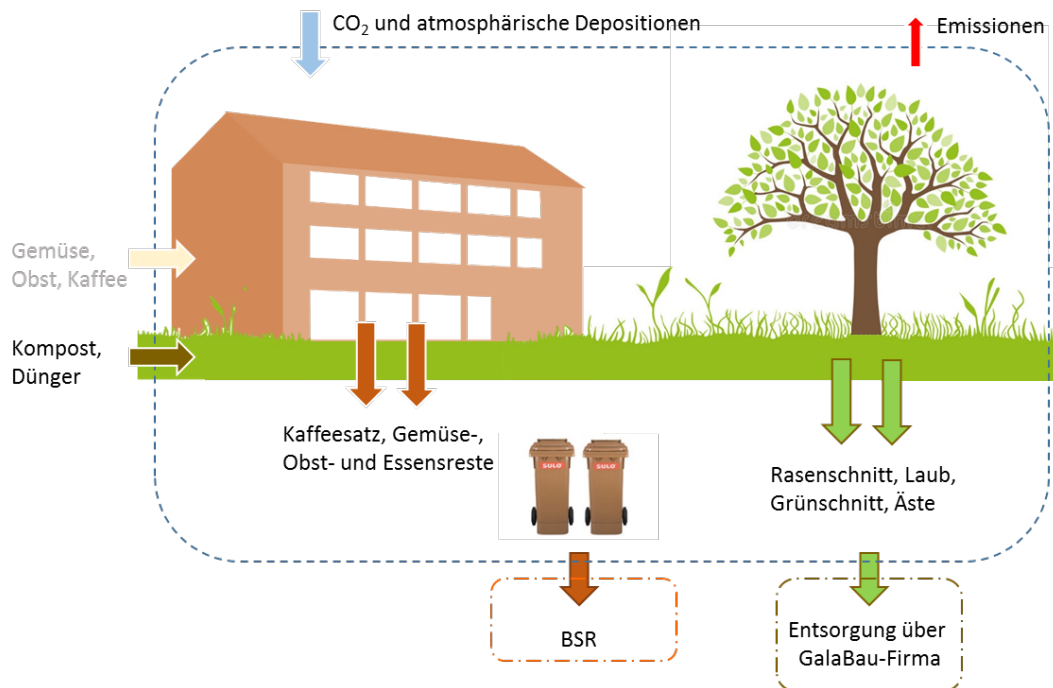 CO₂ und atmosphärische Depositionen
Emissionen
Gemüse,
Obst, Kaffee
Kompost,
Dünger
Kaffeesatz, Gemüse-,
Obst- und Essensreste
SULO SULO
Rasenschnitt, Laub,
Grünschnitt, Äste
BSR
Entsorgung über
GalaBau-Firma